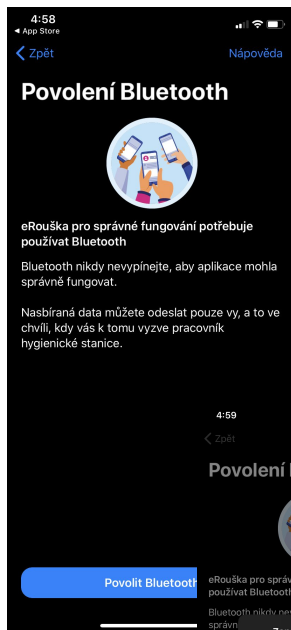 4:58
◀ App Store
Zpět
Nápověda
Povolení Bluetooth
eRouška pro správné fungování potřebuje
používat Bluetooth
Bluetooth nikdy nevypínejte, aby aplikace mohla
správně fungovat.
Nasbíraná data můžete odeslat pouze vy, a to ve
chvíli, kdy vás k tomu vyzve pracovník
hygienické stanice.
Povolit Bluetooth
4:59
Zpět
Povolení
eRouška pro správ
používat Bluetooth
Bluetooth nikdy nev
správn